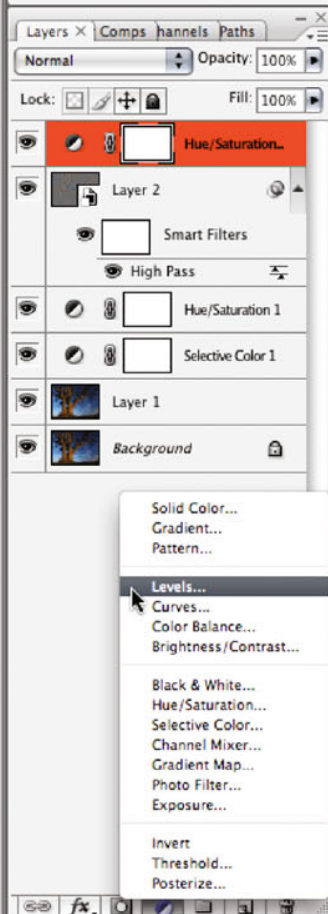 Layers × Comps hannels Paths
Normal Opacity: 100%
Lock: Fill: 100%
Hue/Saturation...
Layer 2
Smart Filters
High Pass
Hue/Saturation 1
Selective Color 1
Layer 1
Background
Solid Color...
Gradient...
Pattern...
Levels...
Curves...
Color Balance...
Brightness/Contrast...
Black & White...
Hue/Saturation...
Selective Color...
Channel Mixer...
Gradient Map...
Photo Filter...
Exposure...
Invert
Threshold...
Posterize...
fx.